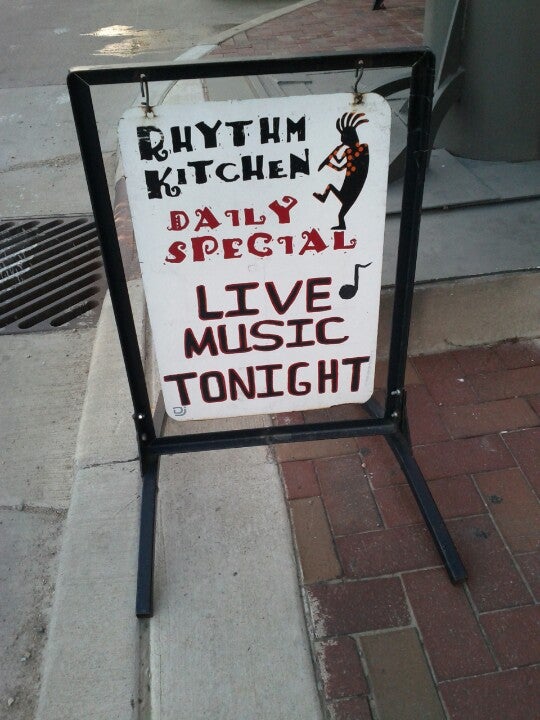 RHYTHM
KITCHEN
DAILY
SPECIAL
LIVE
MUSIC
TONIGHT